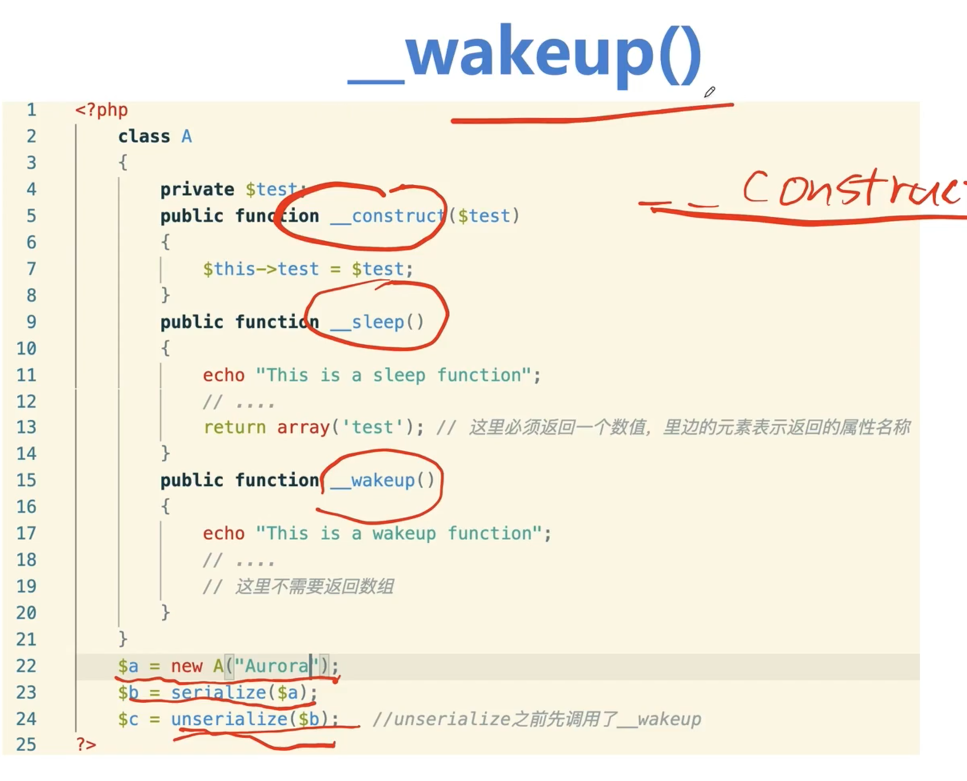 __wakeup()
__construc
1 <?php
2 class A
3 {
4 private $test;
5 public function __construct($test)
6 {
7 $this->test = $test;
8 }
9 public function __sleep()
10 {
11 echo "This is a sleep function";
12 // ....
13 return array('test'); // 这里必须返回一个数值，里边的元素表示返回的属性名称
14 }
15 public function __wakeup()
16 {
17 echo "This is a wakeup function";
18 // ....
19 // 这里不需要返回数组
20 }
21 }
22 $a = new A("Aurora");
23 $b = serialize($a);
24 $c = unserialize($b); //unserialize之前先调用了__wakeup
25 ?>